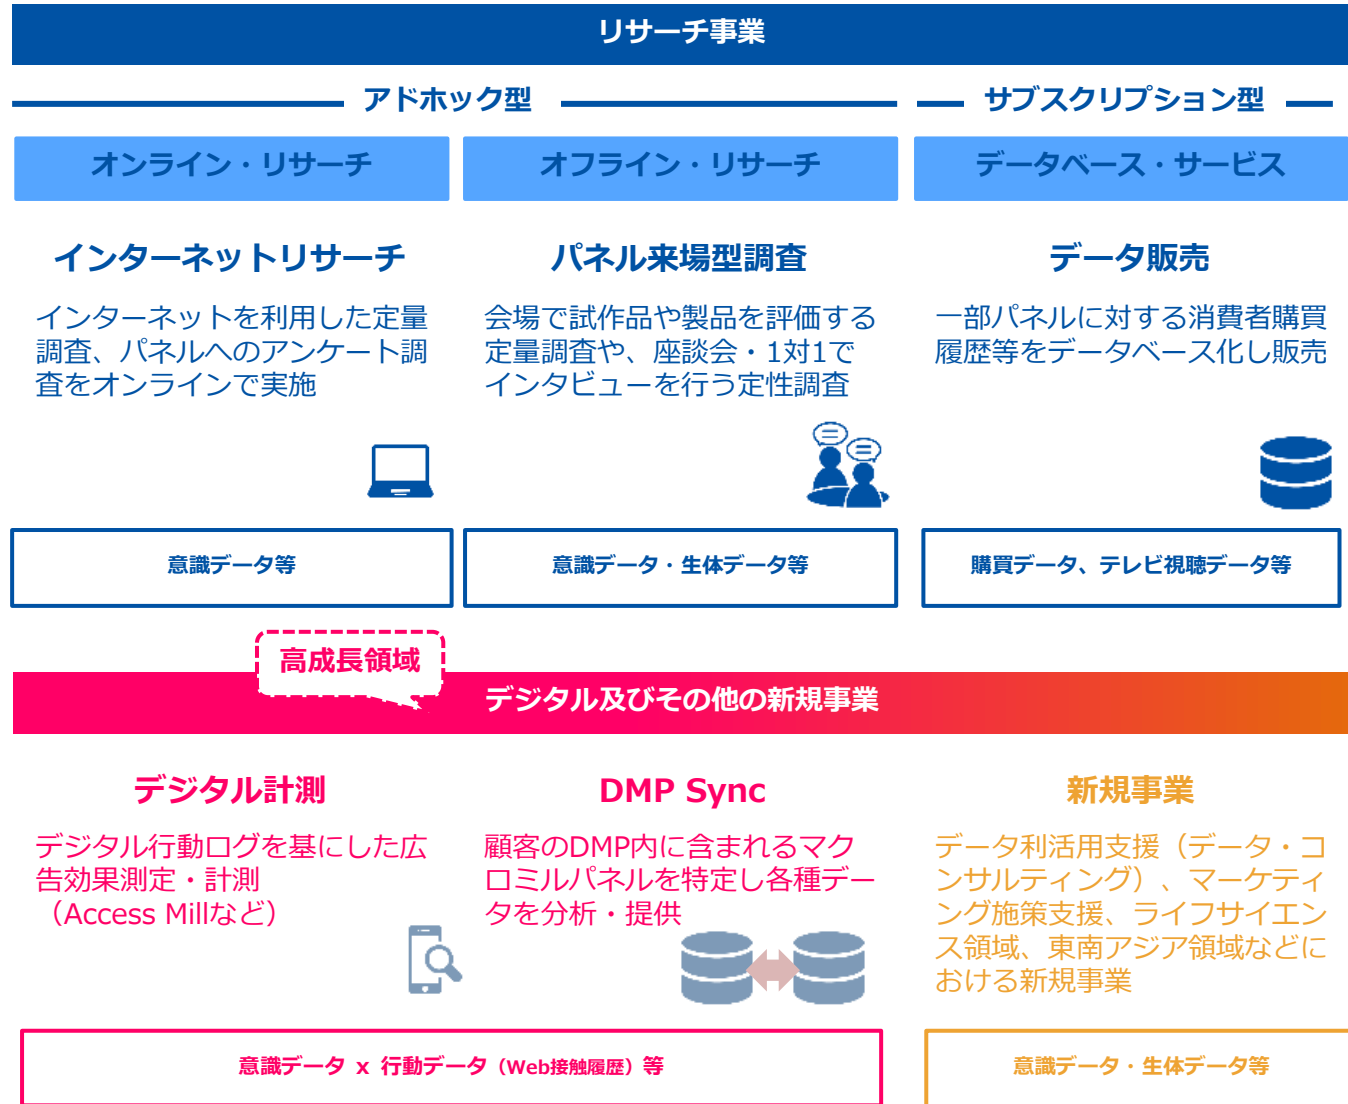 リサーチ事業
アドホック型
サブスクリプション型
オンライン・リサーチ
オフライン・リサーチ
データベース・サービス
インターネットリサーチ
インターネットを利用した定量
調査、パネルへのアンケート調
査をオンラインで実施
パネル来場型調査
会場で試作品や製品を評価する
定量調査や、座談会・1対1で
インタビューを行う定性調査
データ販売
一部パネルに対する消費者購買
履歴等をデータベース化し販売
意識データ等
意識データ・生体データ等
購買データ、テレビ視聴データ等
高成長領域
デジタル及びその他の新規事業
デジタル計測
デジタル行動ログを基にした広
告効果測定・計測
（Access Millなど）
DMP Sync
顧客のDMP内に含まれるマク
ロミルパネルを特定し各種デー
タを分析・提供
新規事業
データ利活用支援（データ・コ
ンサルティング）、マーケティ
ング施策支援、ライフサイエン
ス領域、東南アジア領域などに
おける新規事業
意識データ x 行動データ（Web接触履歴）等
意識データ・生体データ等